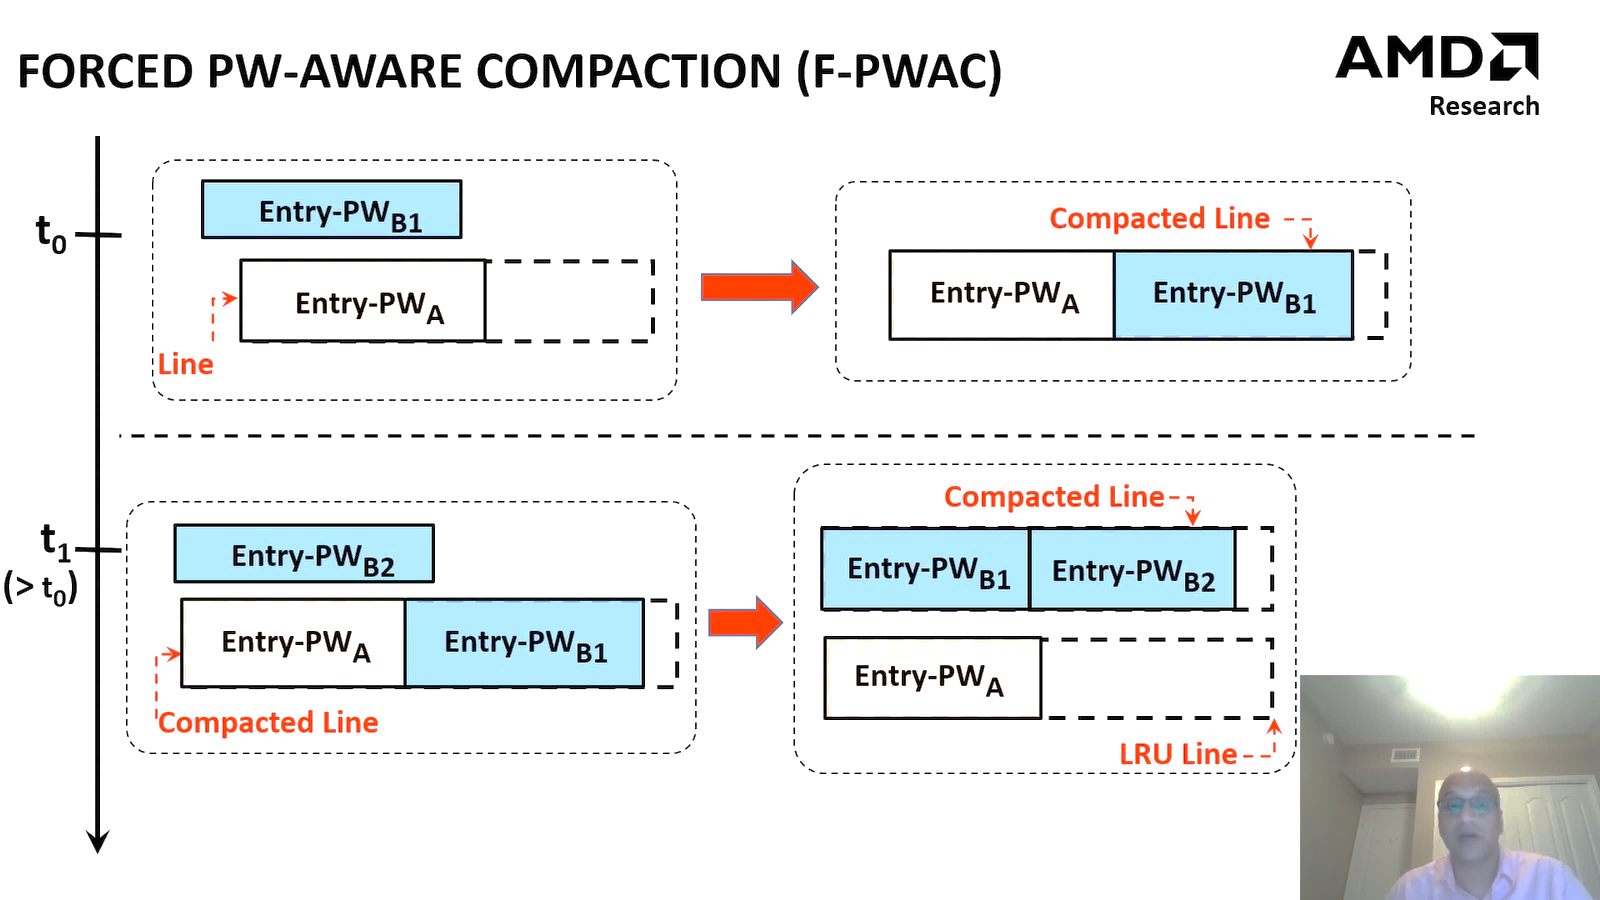 FORCED PW-AWARE COMPACTION (F-PWAC)
AMD
Research
t0
Entry-PWB1
Entry-PWA
Line
Compacted Line
Entry-PWA
Entry-PWB1
t1
(> t0)
Entry-PWB2
Entry-PWA
Entry-PWB1
Compacted Line
Compacted Line
Entry-PWB1
Entry-PWB2
Entry-PWA
LRU Line